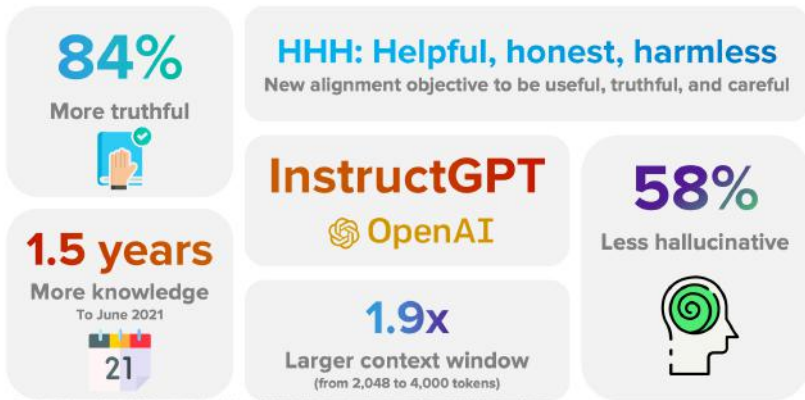 84%
More truthful
HHH: Helpful, honest, harmless
New alignment objective to be useful, truthful, and careful
InstructGPT
OpenAI
58%
Less hallucinative
1.5 years
More knowledge
To June 2021
21
1.9x
Larger context window
(from 2,048 to 4,000 tokens)